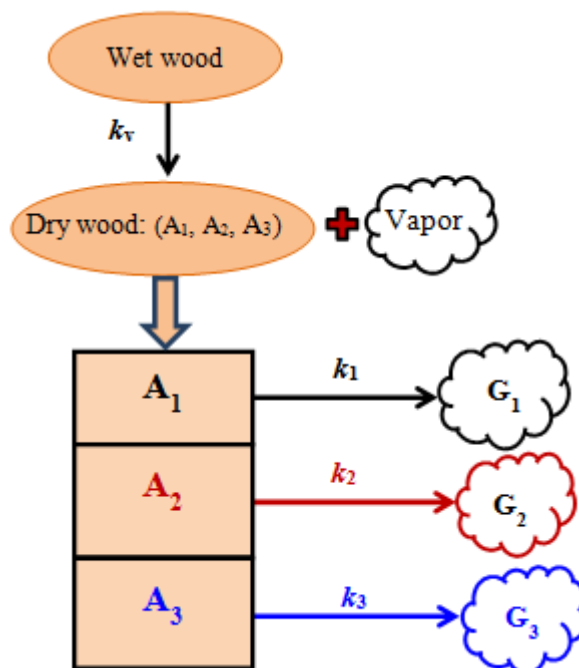 Wet wood
kᵥ
Dry wood: (A₁, A₂, A₃)
Vapor
A₁
k₁
G₁
A₂
k₂
G₂
A₃
k₃
G₃